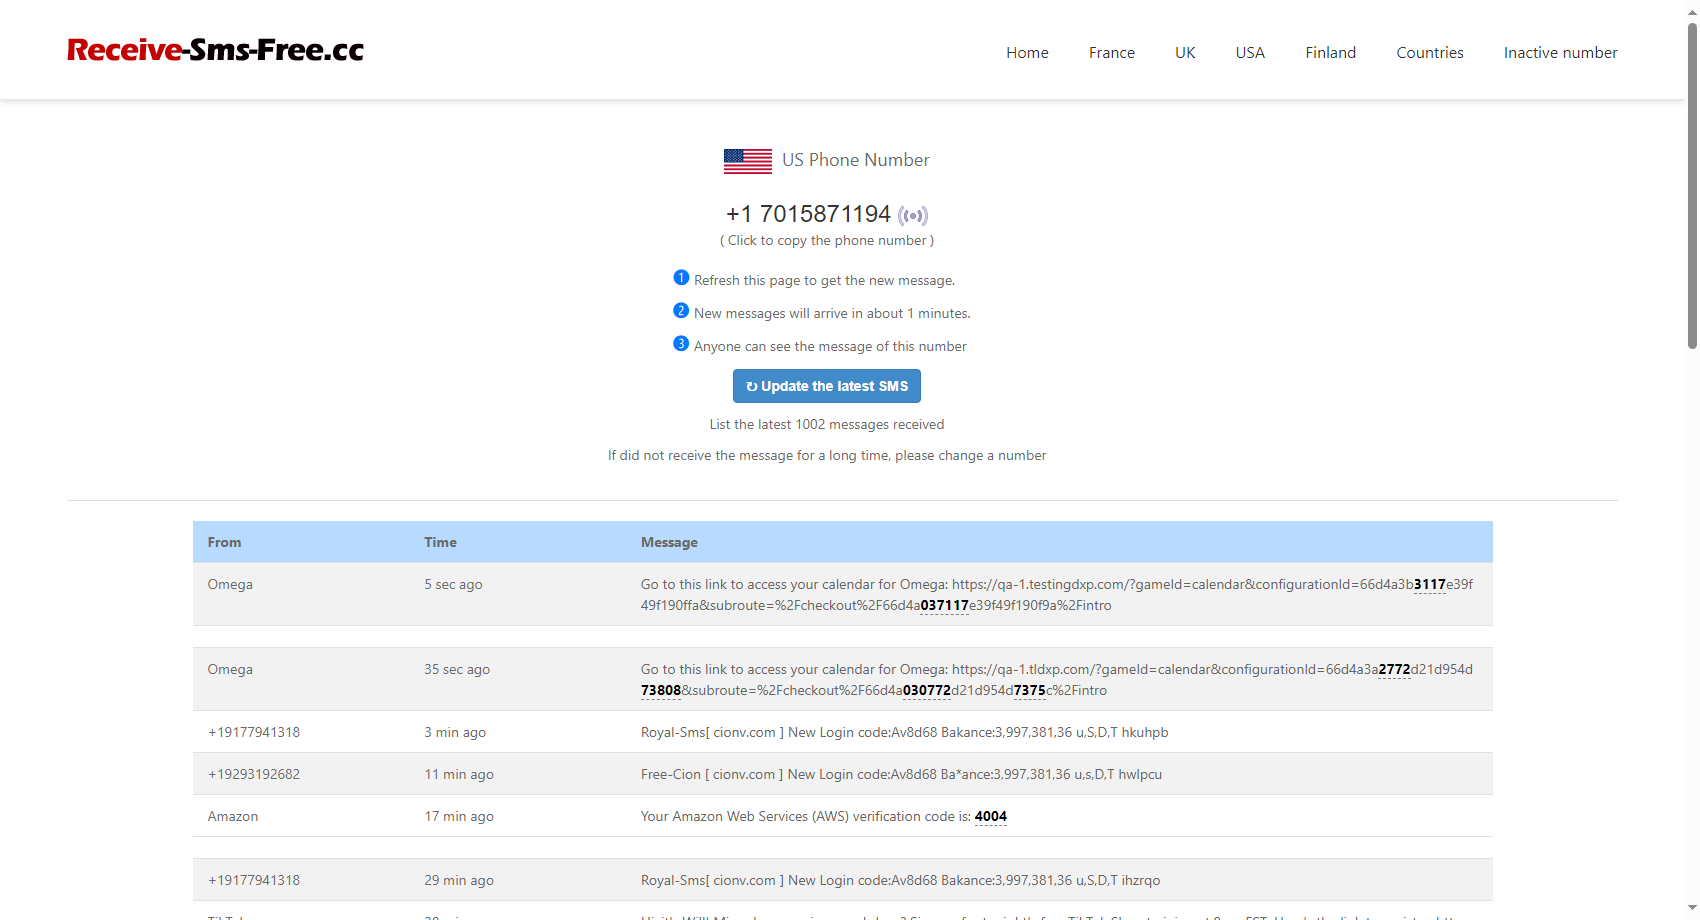 Receive-Sms-Free.cc
Home France UK USA Finland Countries Inactive number
US Phone Number
+1 7015871194
( Click to copy the phone number )
1 Refresh this page to get the new message.
2 New messages will arrive in about 1 minutes.
3 Anyone can see the message of this number
↻ Update the latest SMS
List the latest 1002 messages received
If did not receive the message for a long time, please change a number
From Time Message
Omega 5 sec ago Go to this link to access your calendar for Omega: https://qa-1.testingdxp.com/?gameId=calendar&configurationId=66d4a3b3117e39f
49f190ffa&subroute=%2Fcheckout%2F66d4a037117e39f49f190f9a%2Fintro
Omega 35 sec ago Go to this link to access your calendar for Omega: https://qa-1.tldxp.com/?gameId=calendar&configurationId=66d4a3a2772d21d954d
73808&subroute=%2Fcheckout%2F66d4a030772d21d954d7375c%2Fintro
+19177941318 3 min ago Royal-Sms[ cionv.com ] New Login code:Av8d68 Bakance:3,997,381,36 u,S,D,T hkuhpb
+19293192682 11 min ago Free-Cion [ cionv.com ] New Login code:Av8d68 Ba*ance:3,997,381,36 u,s,D,T hwlpcu
Amazon 17 min ago Your Amazon Web Services (AWS) verification code is: 4004
+19177941318 29 min ago Royal-Sms[ cionv.com ] New Login code:Av8d68 Bakance:3,997,381,36 u,S,D,T ihzrqo